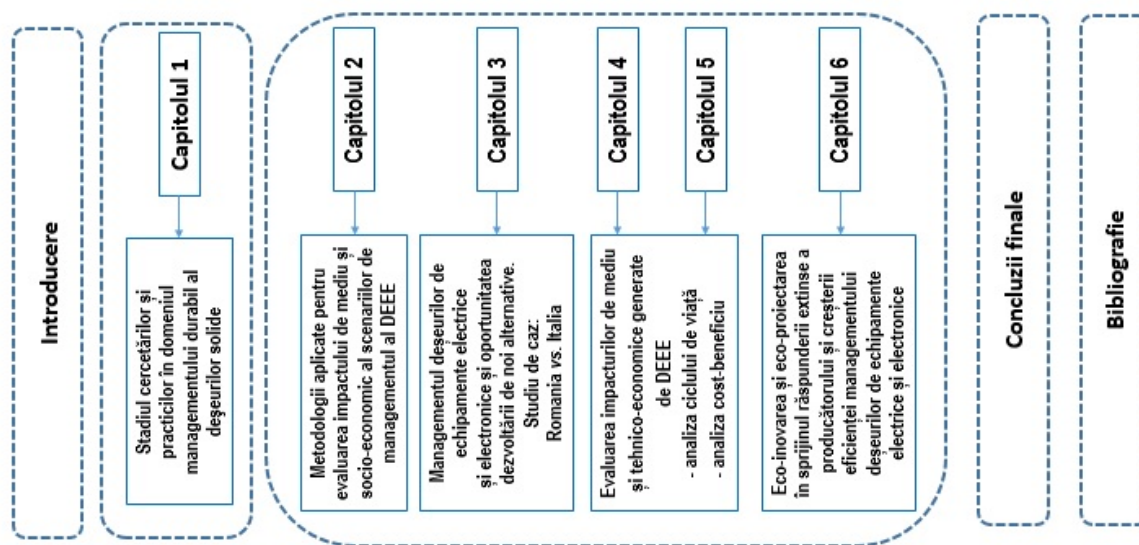 Introducere
Capitolul 1
Stadiul cercetărilor și
practicilor în domeniul
managementului durabil al
deşeurilor solide
Capitolul 2
Metodologii aplicate pentru
evaluarea impactului de mediu și
socio-economic al scenariilor de
managementul al DEEE
Capitolul 3
Managementul deșeurilor de
echipamente electrice
și electronice și oportunitatea
dezvoltării de noi alternative.
Studiu de caz:
Romania vs. Italia
Capitolul 4
Capitolul 5
Evaluarea impacturilor de mediu
și tehnico-economice generate
de DEEE
- analiza ciclului de viață
- analiza cost-beneficiu
Capitolul 6
Eco-inovarea și eco-proiectarea
în sprijinul răspunderii extinse a
producătorului și creșterii
eficienței managementului
deșeurilor de echipamente
electrice și electronice
Concluzii finale
Bibliografie